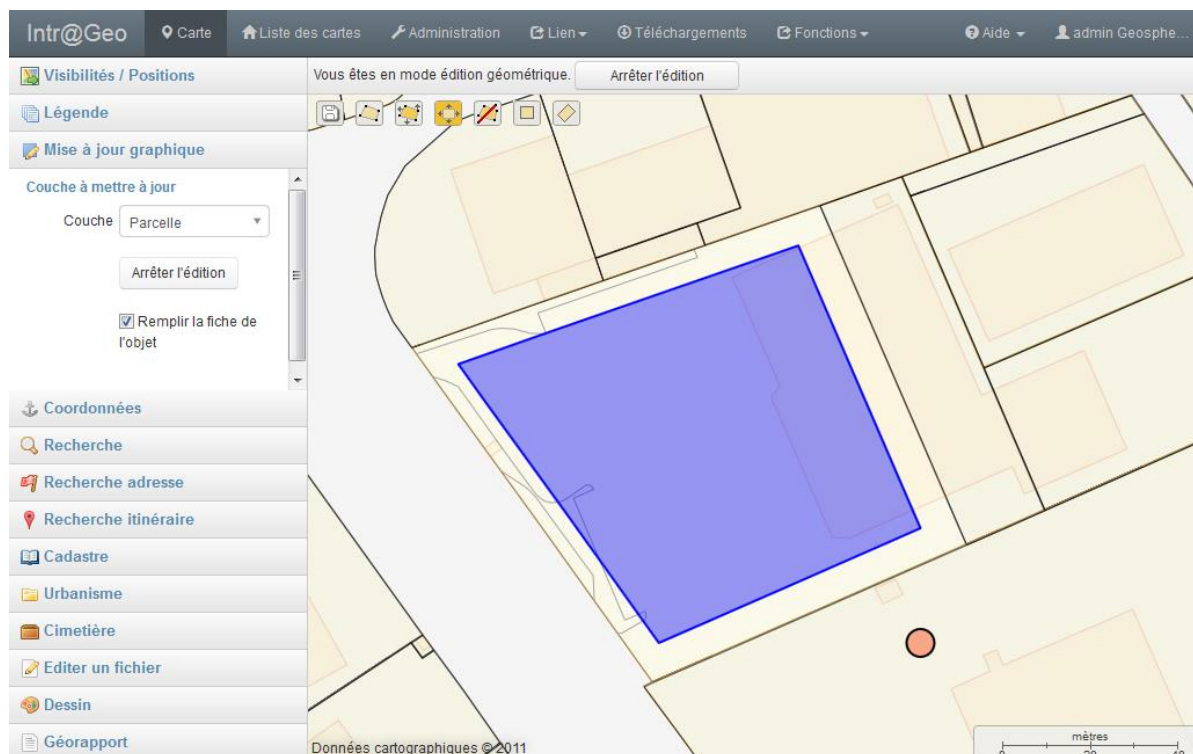 Intr@Geo Carte Liste des cartes Administration Lien Téléchargements Fonctions Aide admin Geosphe...
Visibilités / Positions
Vous êtes en mode édition géométrique. Arrêter l'édition
Légende
Mise à jour graphique
Couche à mettre à jour
Couche Parcelle
Arrêter l'édition
Remplir la fiche de
l'objet
Coordonnées
Recherche
Recherche adresse
Recherche itinéraire
Cadastre
Urbanisme
Cimetière
Editer un fichier
Dessin
Géorapport
Données cartographiques © 2011
mètres